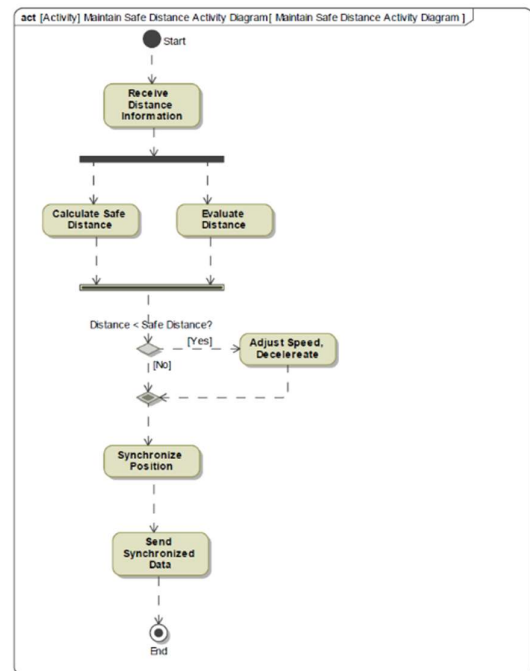 act [Activity] Maintain Safe Distance Activity Diagram[ Maintain Safe Distance Activity Diagram ]
Start
Receive
Distance
Information
Calculate Safe
Distance
Evaluate
Distance
Distance < Safe Distance?
[Yes]
Adjust Speed,
Decelereate
[No]
Synchronize
Position
Send
Synchronized
Data
End